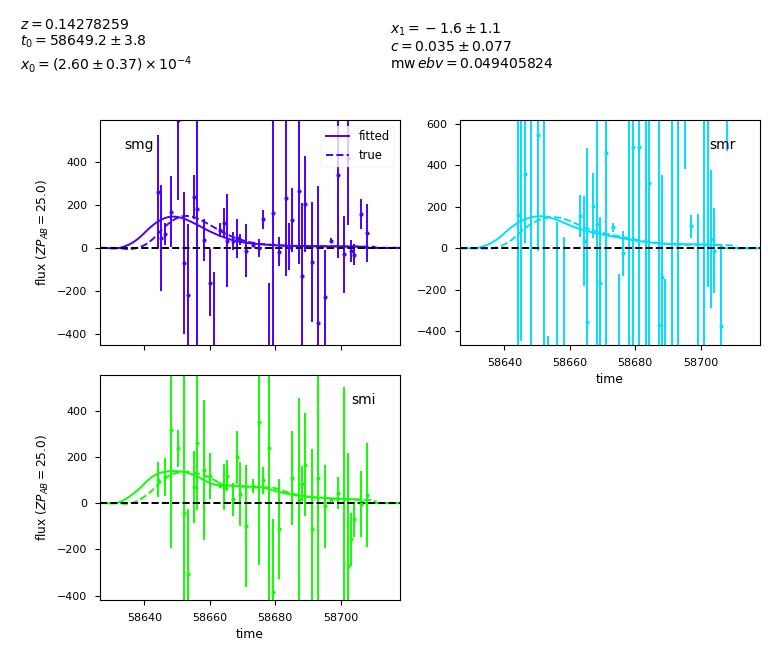 z = 0.14278259
t₀ = 58649.2 ± 3.8
x₀ = (2.60 ± 0.37) × 10⁻⁴
x₁ = −1.6 ± 1.1
c = 0.035 ± 0.077
mw ebv = 0.049405824
smg
fitted
true
400
200
0
−200
−400
flux (ZP_AB = 25.0)
smr
600
400
200
0
−200
−400
58640 58660 58680 58700
time
smi
400
200
0
−200
−400
flux (ZP_AB = 25.0)
58640 58660 58680 58700
time